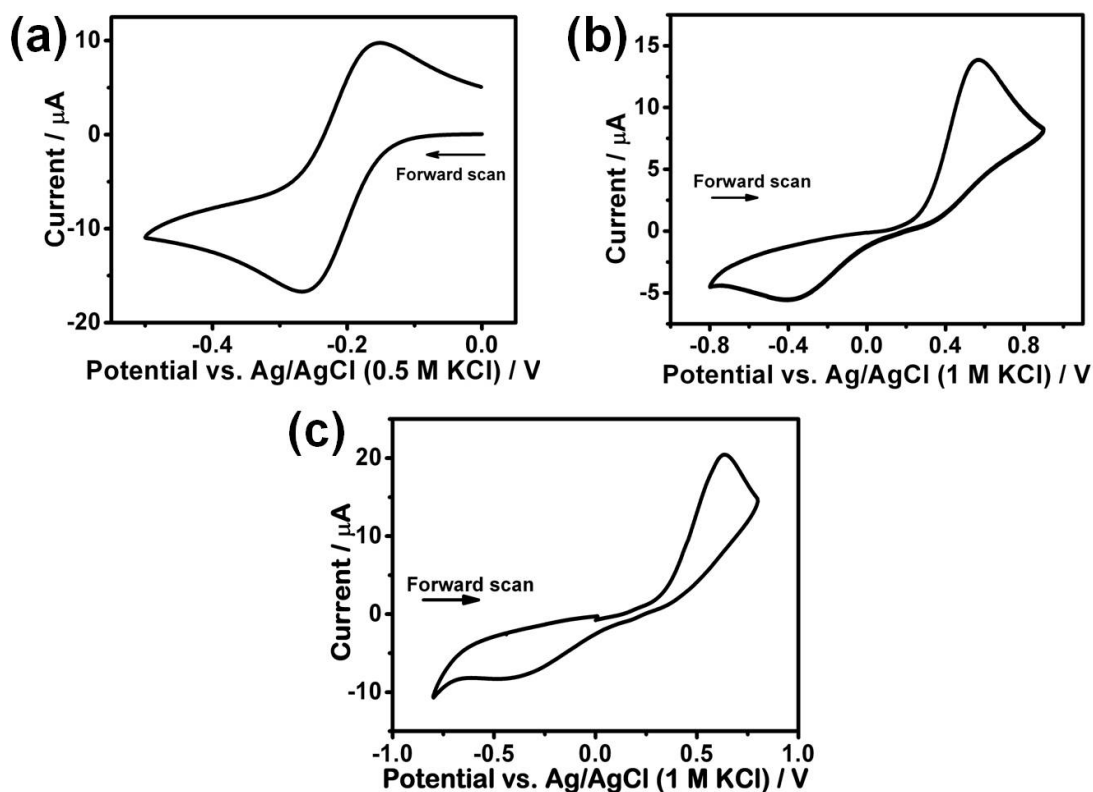 (a)
10
0
-10
-20
Current / µA
Forward scan
-0.4 -0.2 0.0
Potential vs. Ag/AgCl (0.5 M KCl) / V
(b)
15
10
5
0
-5
Current / µA
Forward scan
-0.8 -0.4 0.0 0.4 0.8
Potential vs. Ag/AgCl (1 M KCl) / V
(c)
20
10
0
-10
Current / µA
Forward scan
-1.0 -0.5 0.0 0.5 1.0
Potential vs. Ag/AgCl (1 M KCl) / V